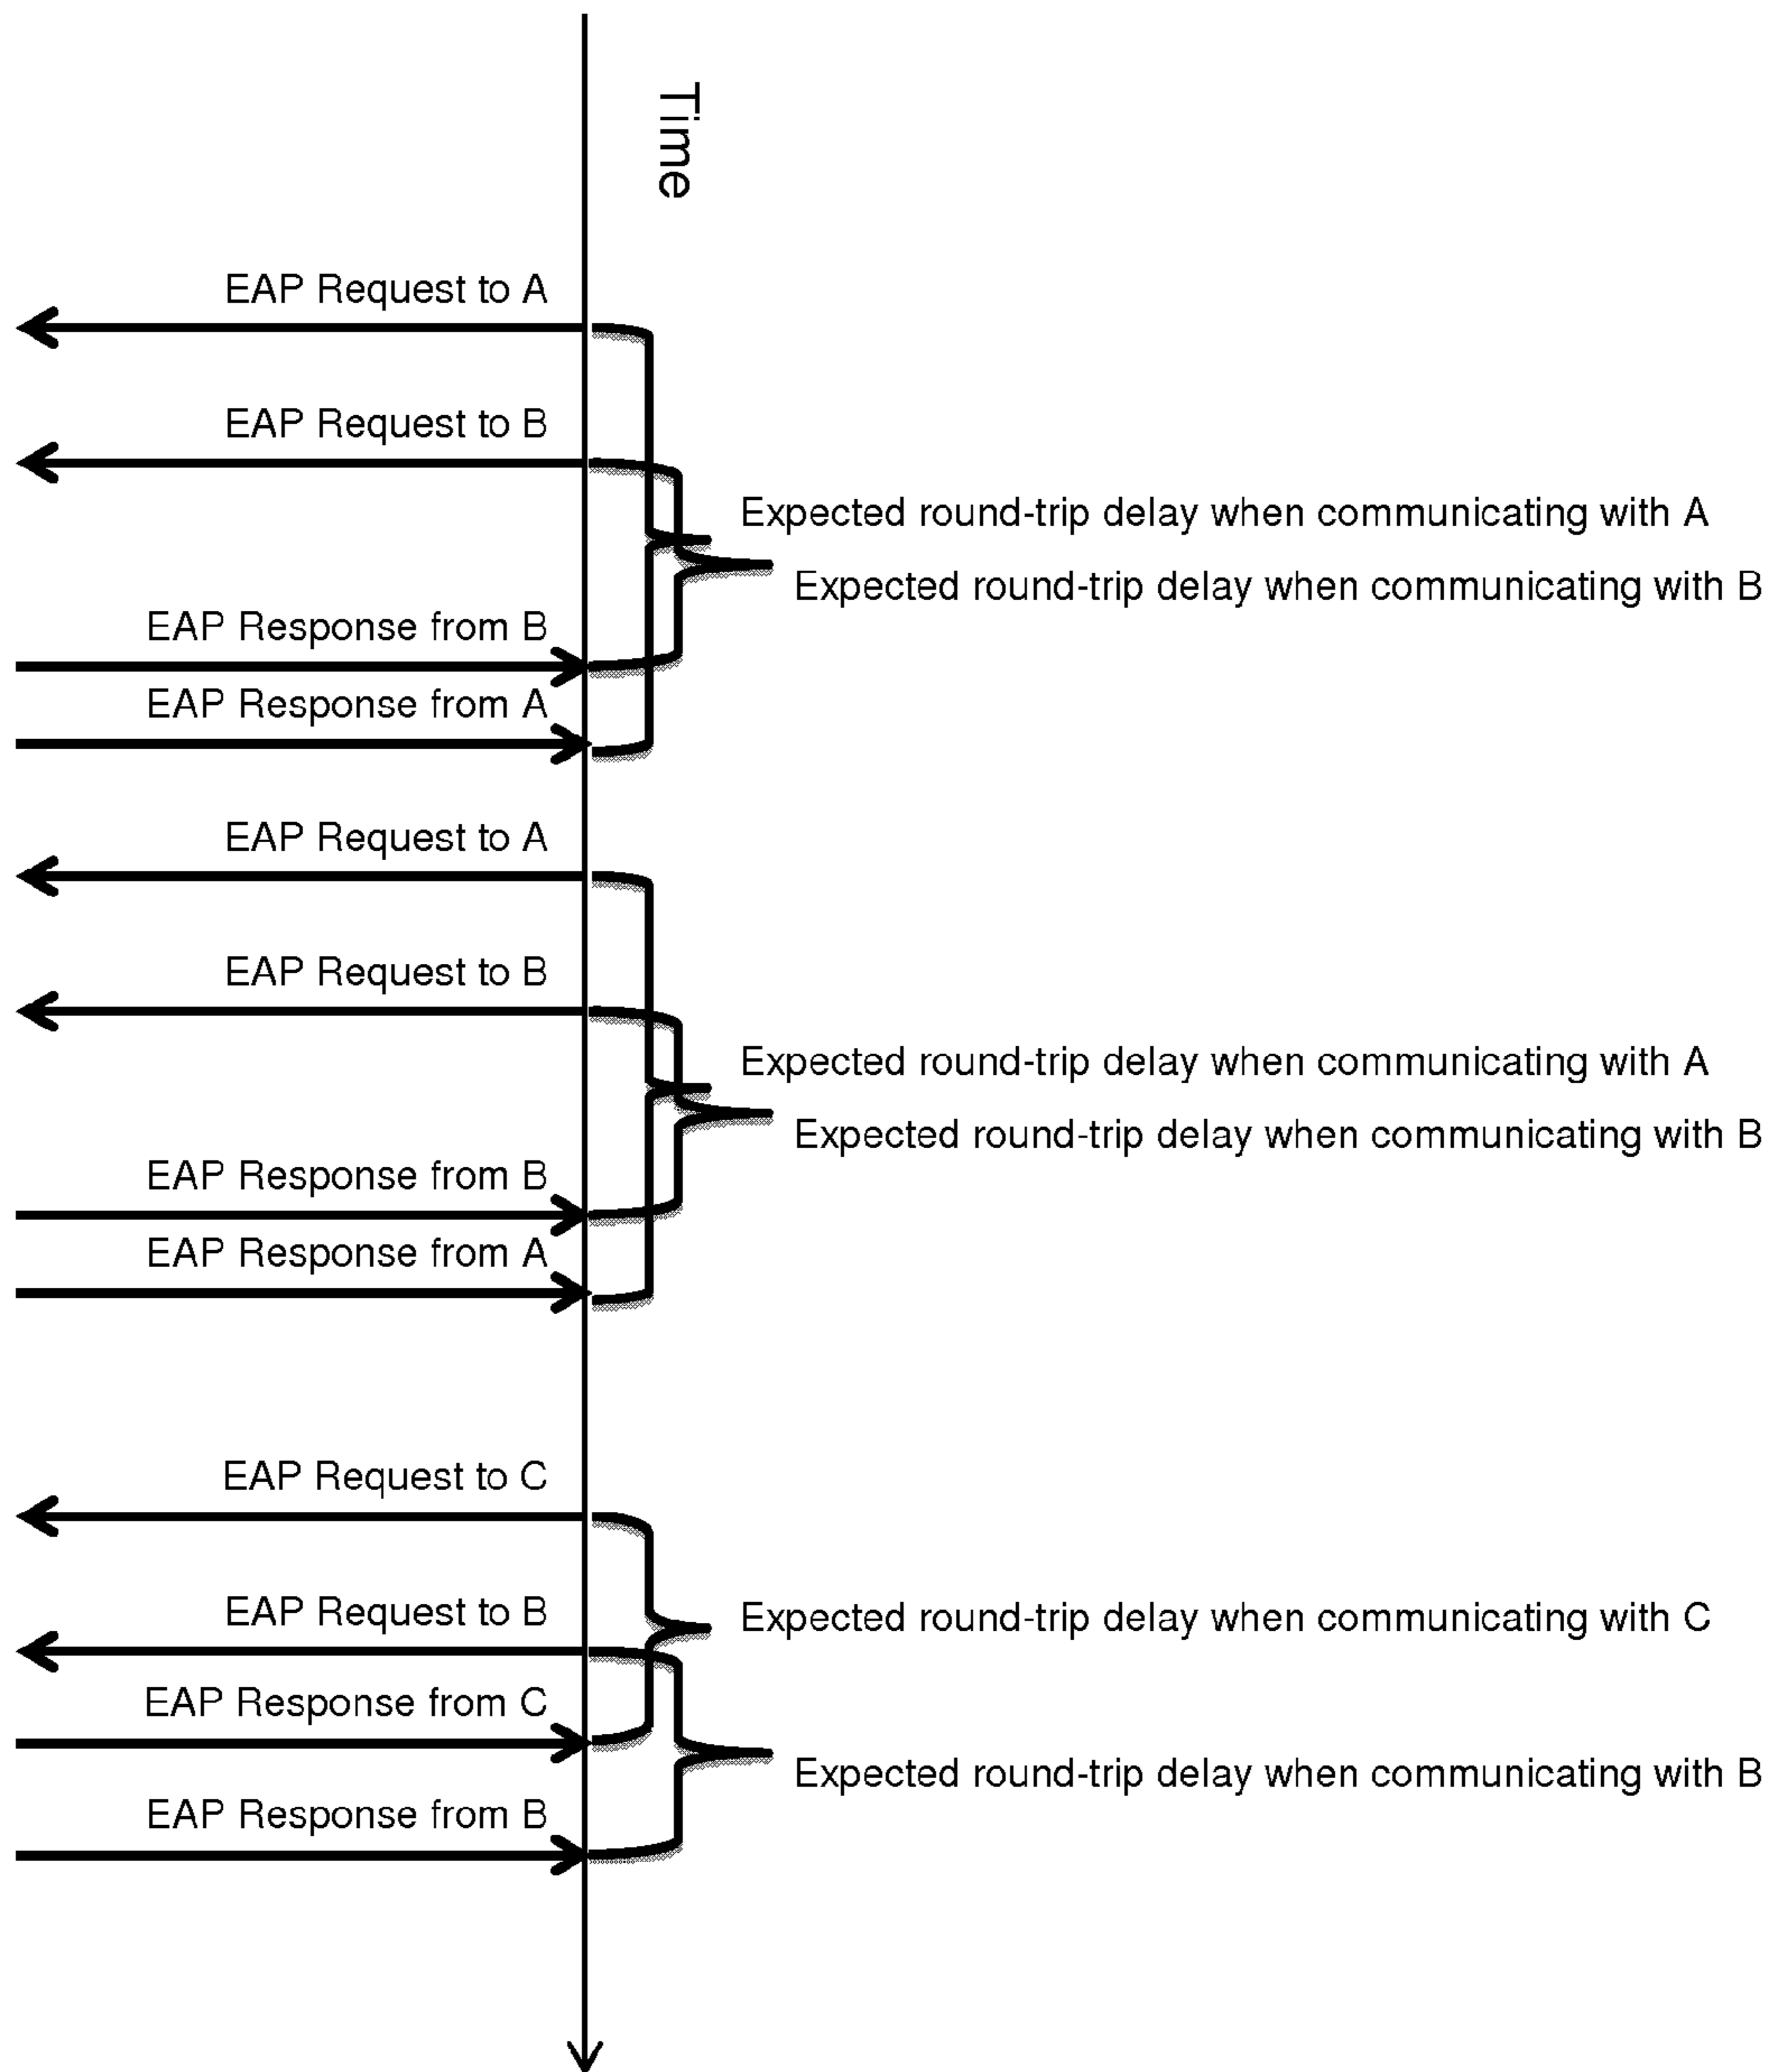 Time
EAP Request to A
EAP Request to B
Expected round-trip delay when communicating with A
Expected round-trip delay when communicating with B
EAP Response from B
EAP Response from A
EAP Request to A
EAP Request to B
Expected round-trip delay when communicating with A
Expected round-trip delay when communicating with B
EAP Response from B
EAP Response from A
EAP Request to C
EAP Request to B
Expected round-trip delay when communicating with C
EAP Response from C
Expected round-trip delay when communicating with B
EAP Response from B